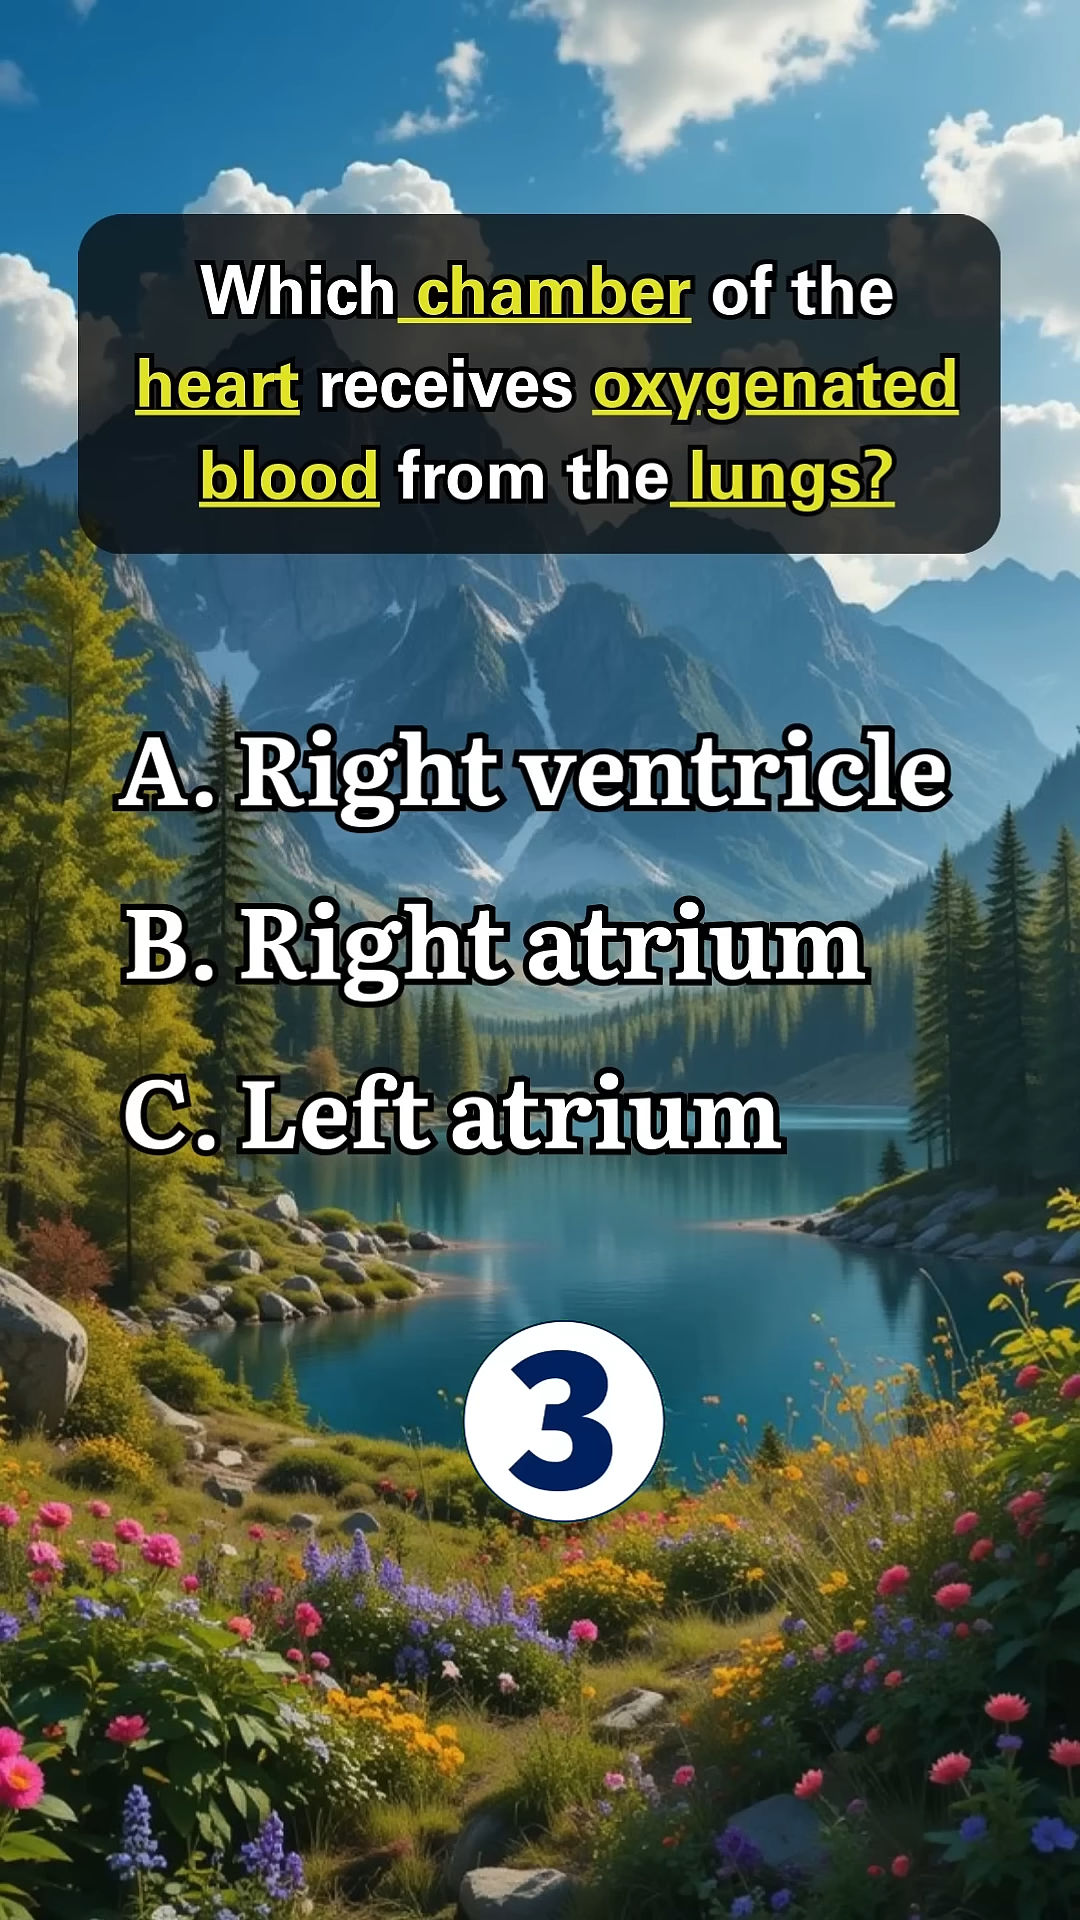 Which chamber of the
heart receives oxygenated
blood from the lungs?
A. Right ventricle
B. Right atrium
C. Left atrium
3